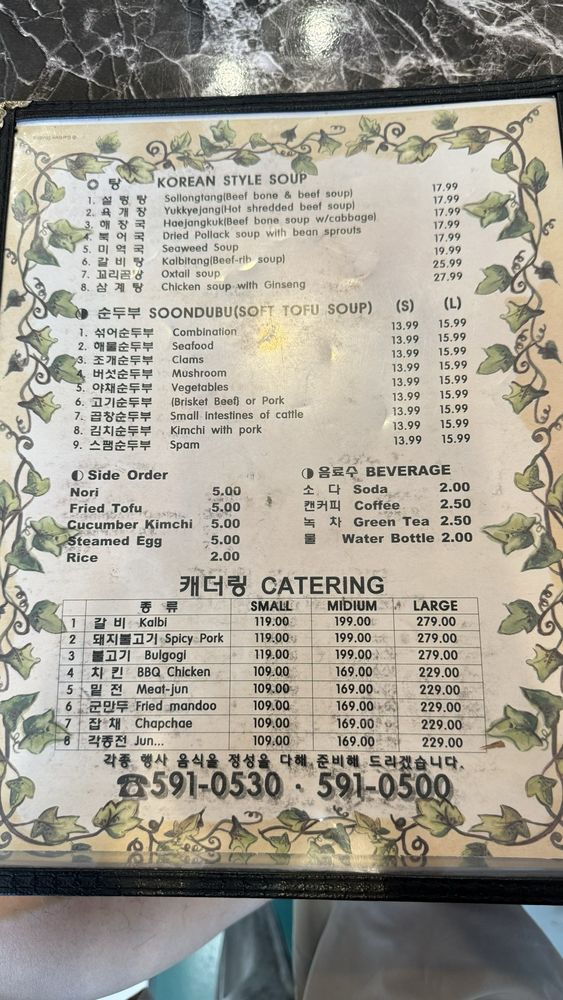 탕 KOREAN STYLE SOUP
1. 설렁탕 Sollongtang(Beef bone & beef soup) 17.99
2. 육개장 Yukkyejang(Hot shredded beef soup) 17.99
3. 해장국 Haejangkuk(Beef bone soup w/cabbage) 17.99
4. 북어국 Dried Pollack soup with bean sprouts 17.99
5. 미역국 Seaweed Soup 17.99
6. 갈비탕 Kalbitang(Beef-rib soup) 19.99
7. 꼬리곰탕 Oxtail soup 25.99
8. 삼계탕 Chicken soup with Ginseng 27.99
순두부 SOONDUBU(SOFT TOFU SOUP) (S) (L)
1. 섞어순두부 Combination 13.99 15.99
2. 해물순두부 Seafood 13.99 15.99
3. 조개순두부 Clams 13.99 15.99
4. 버섯순두부 Mushroom 13.99 15.99
5. 야채순두부 Vegetables 13.99 15.99
6. 고기순두부 (Brisket Beef) or Pork 13.99 15.99
7. 곱창순두부 Small intestines of cattle 13.99 15.99
8. 김치순두부 Kimchi with pork 13.99 15.99
9. 스팸순두부 Spam 13.99 15.99
Side Order
Nori 5.00
Fried Tofu 5.00
Cucumber Kimchi 5.00
Steamed Egg 5.00
Rice 2.00
음료수 BEVERAGE
소 다 Soda 2.00
캔커피 Coffee 2.50
녹 차 Green Tea 2.50
물 Water Bottle 2.00
캐더링 CATERING
종 류 SMALL MIDIUM LARGE
1 갈 비 Kalbi 119.00 199.00 279.00
2 돼지불고기 Spicy Pork 119.00 199.00 279.00
3 불고기 Bulgogi 119.00 199.00 279.00
4 치 킨 BBQ Chicken 109.00 169.00 229.00
5 밀 전 Meat-jun 109.00 169.00 229.00
6 군만두 Fried mandoo 109.00 169.00 229.00
7 잡 채 Chapchae 109.00 169.00 229.00
8 각종전 Jun... 109.00 169.00 229.00
각종 행사 음식을 정성을 다해 준비해 드리겠습니다.
☎591-0530 · 591-0500